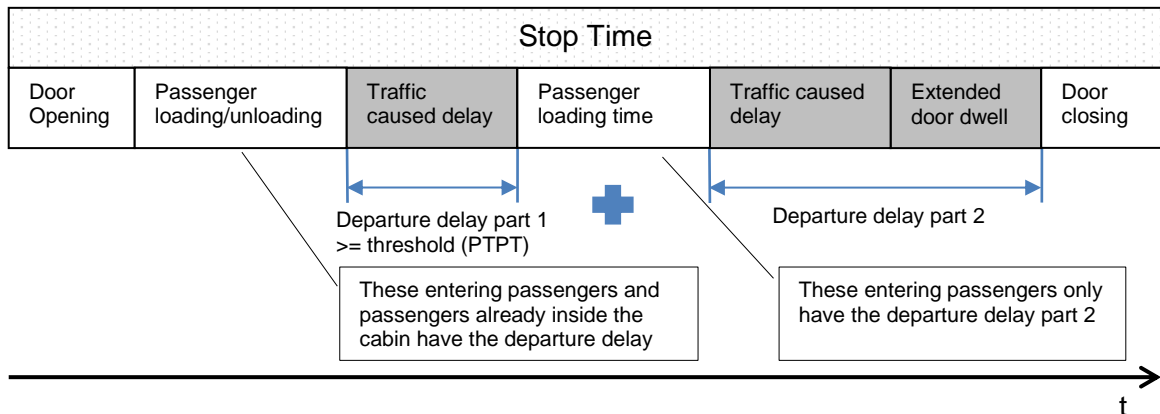 Stop Time
Door
Opening
Passenger
loading/unloading
Traffic
caused delay
Passenger
loading time
Traffic caused
delay
Extended
door dwell
Door
closing
Departure delay part 1
>= threshold (PTPT)
Departure delay part 2
These entering passengers and
passengers already inside the
cabin have the departure delay
These entering passengers only
have the departure delay part 2
t